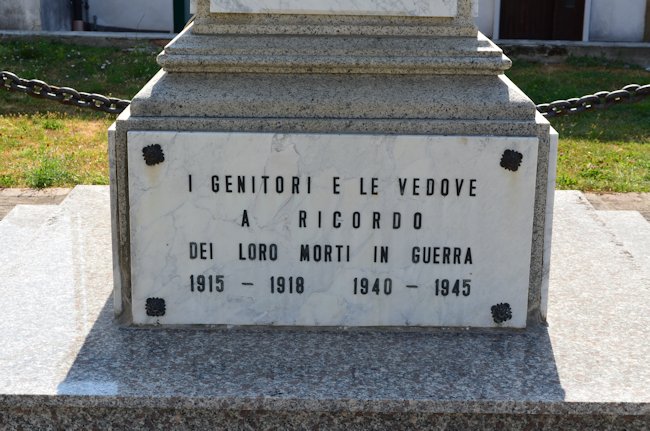 I GENITORI E LE VEDOVE
A RICORDO
DEI LORO MORTI IN GUERRA
1915 – 1918 1940 – 1945